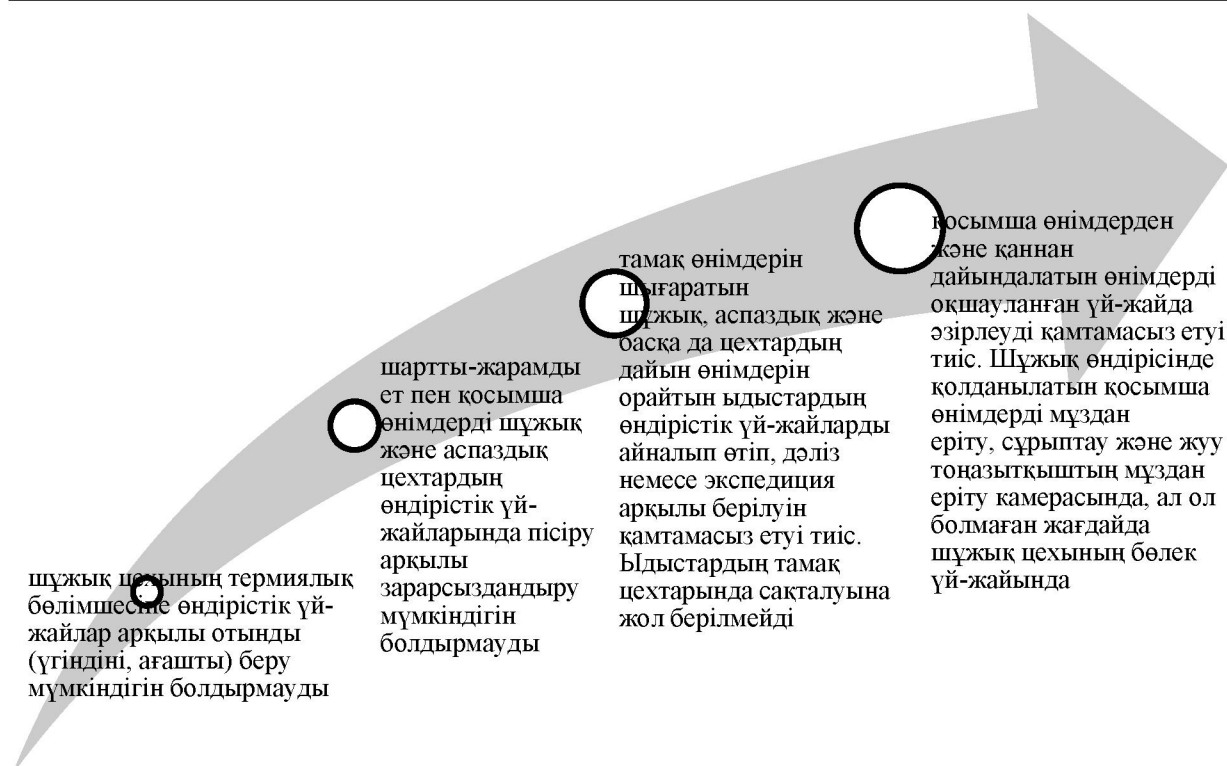 шұжық цехының термиялық
бөлімшесіне өндірістік үй-
жайлар арқылы отынды
(үгіндіні, ағашты) беру
мүмкіндігін болдырмауды
шартты-жарамды
ет пен қосымша
өнімдерді шұжық
және аспаздық
цехтардың
өндірістік үй-
жайларында пісіру
арқылы
зарарсыздандыру
мүмкіндігін
болдырмауды
тамақ өнімдерін
шығаратын
шұжық, аспаздық және
басқа да цехтардың
дайын өнімдерін
орайтын ыдыстардың
өндірістік үй-жайларды
айналып өтіп, дәліз
немесе экспедиция
арқылы берілуін
қамтамасыз етуі тиіс.
Ыдыстардың тамақ
цехтарында сақталуына
жол берілмейді
қосымша өнімдерден
және қаннан
дайындалатын өнімдерді
оқшауланған үй-жайда
әзірлеуді қамтамасыз етуі
тиіс. Шұжық өндірісінде
қолданылатын қосымша
өнімдерді мұздан
еріту, сұрыптау және жуу
тоңазытқыштың мұздан
еріту камерасында, ал ол
болмаған жағдайда
шұжық цехының бөлек
үй-жайында